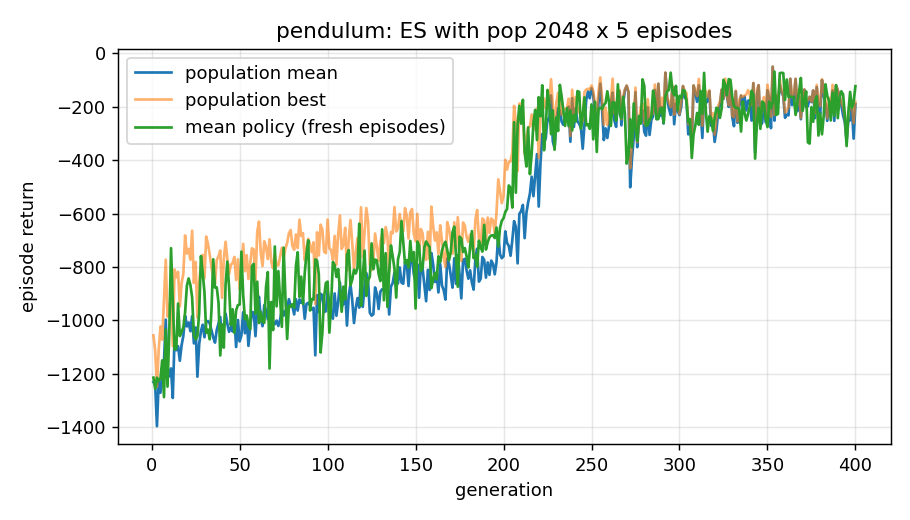 pendulum: ES with pop 2048 x 5 episodes
population mean
population best
mean policy (fresh episodes)
episode return
0
−200
−400
−600
−800
−1000
−1200
−1400
0 50 100 150 200 250 300 350 400
generation